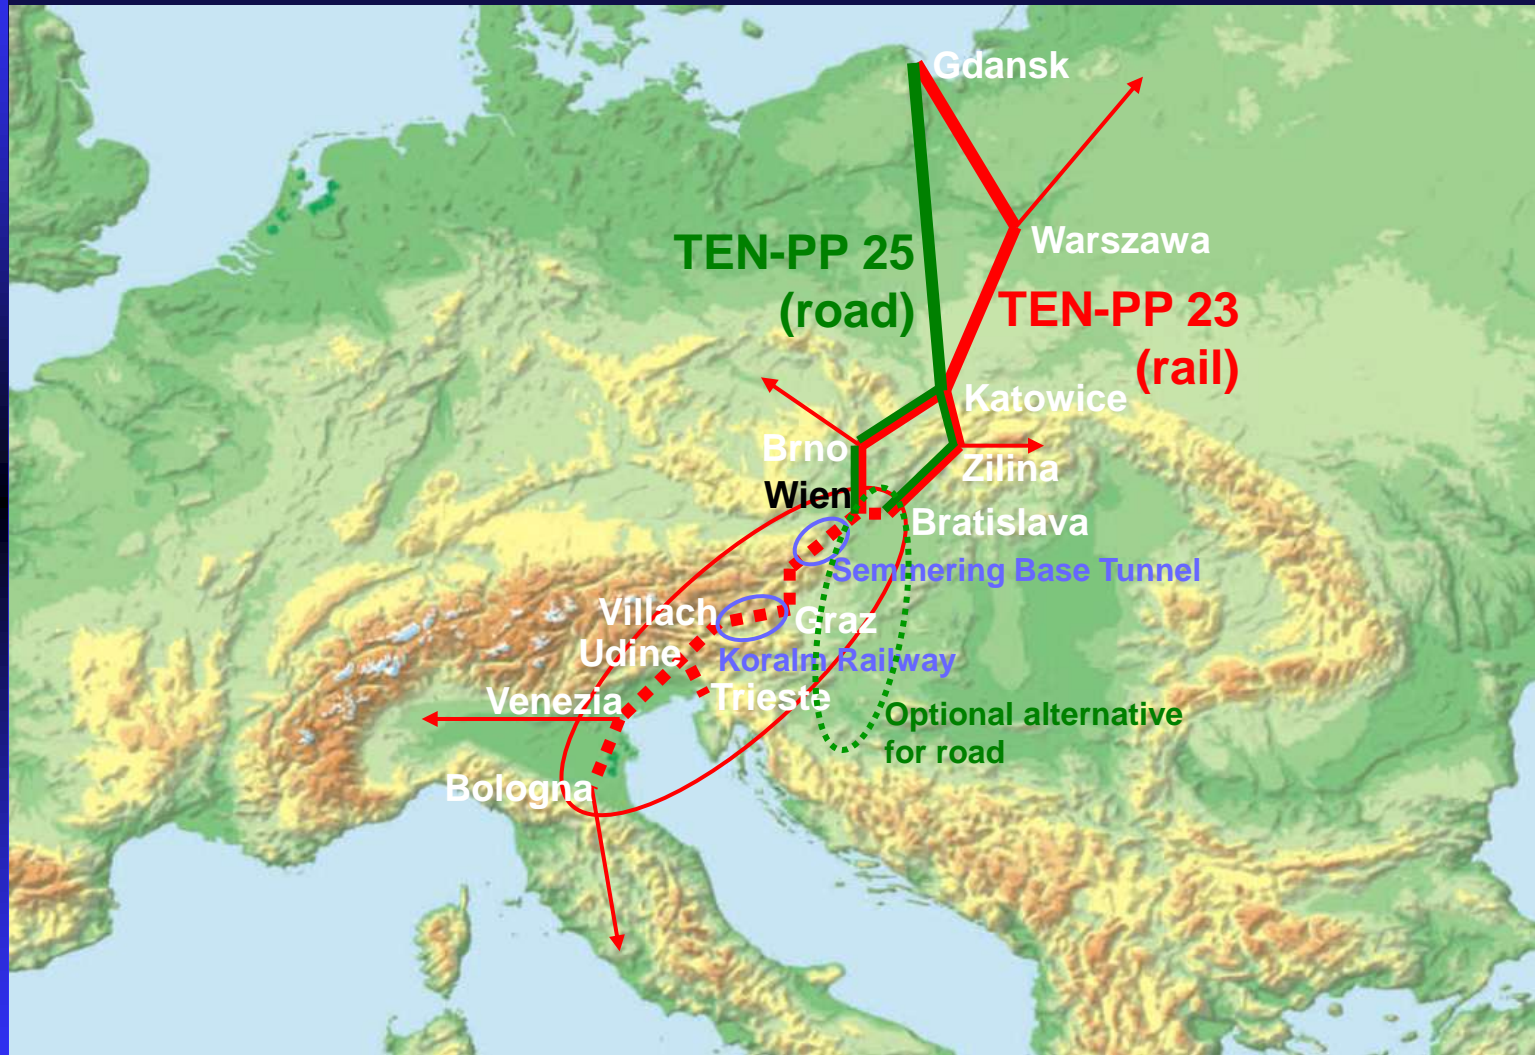 Gdansk
TEN-PP 25
(road)
Warszawa
TEN-PP 23
(rail)
Katowice
Brno
Zilina
Wien
Bratislava
Semmering Base Tunnel
Villach
Graz
Udine
Koralm Railway
Venezia
Trieste
Optional alternative
for road
Bologna